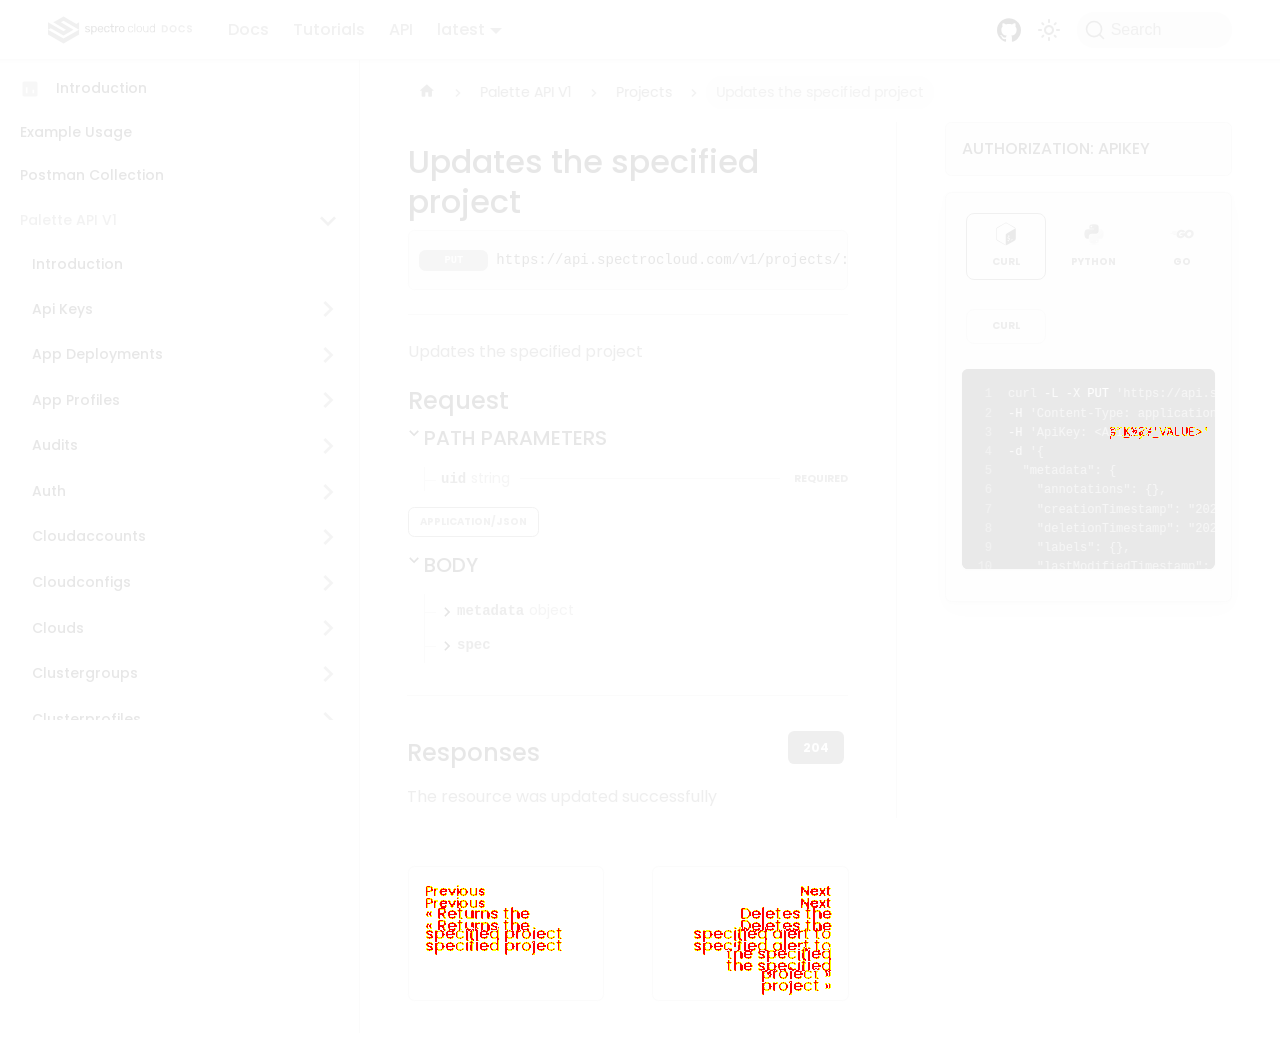 spectro cloud DOCS
Docs
Tutorials
API
latest
Search
Introduction
Example Usage
Postman Collection
Palette API V1
Introduction
Api Keys
App Deployments
App Profiles
Audits
Auth
Cloudaccounts
Cloudconfigs
Clouds
Clustergroups
Clusterprofiles
Palette API V1
Projects
Updates the specified project
Updates the specified
project
PUT
https://api.spectrocloud.com/v1/projects/:
Updates the specified project
Request
PATH PARAMETERS
uid string
REQUIRED
APPLICATION/JSON
BODY
metadata object
spec
Responses
204
The resource was updated successfully
Previous
« Returns the
specified project
Next
Deletes the
specified alert to
the specified
project »
AUTHORIZATION: APIKEY
CURL
PYTHON
GO
GO
CURL
1 curl -L -X PUT 'https://api.s
2 -H 'Content-Type: application
3 -H 'ApiKey: <A
4 -d '{
5 "metadata": {
6 "annotations": {},
7 "creationTimestamp": "202
8 "deletionTimestamp": "202
9 "labels": {},
10 "lastModifiedTimestamp":